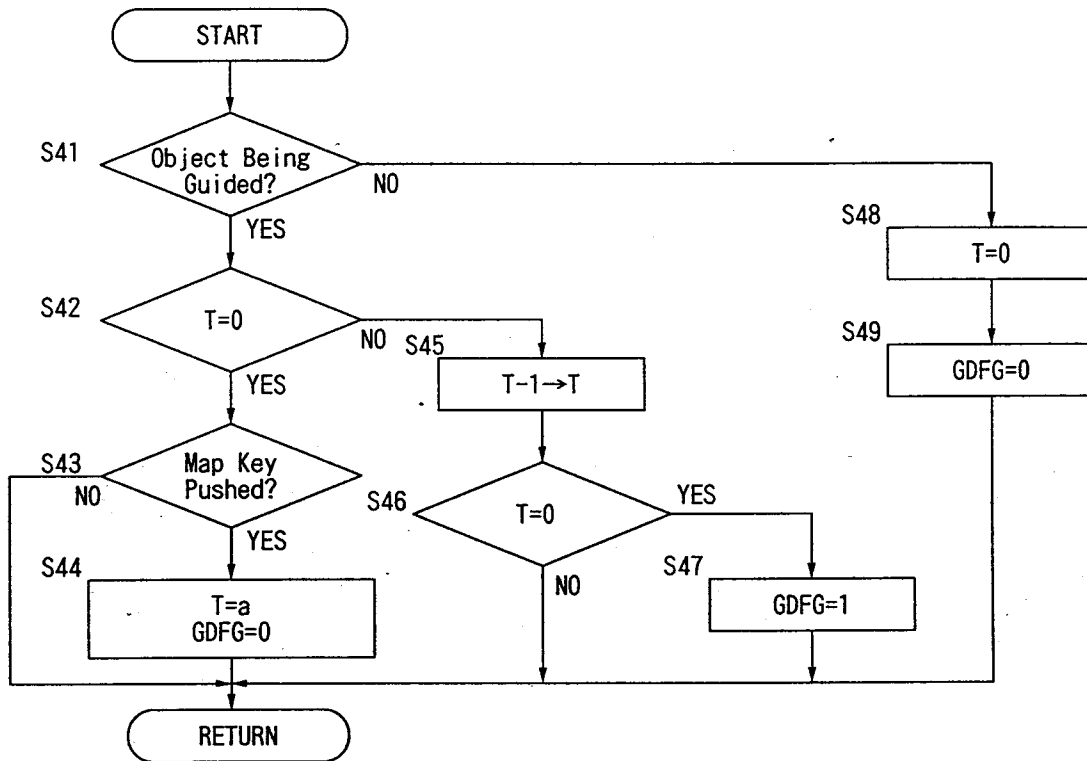 START
S41
Object Being
Guided?
NO
YES
S48
T=0
S42
T=0
NO
YES
S45
T-1→T
S49
GDFG=0
S43
Map Key
Pushed?
NO
YES
S46
T=0
YES
NO
S44
T=a
GDFG=0
S47
GDFG=1
RETURN